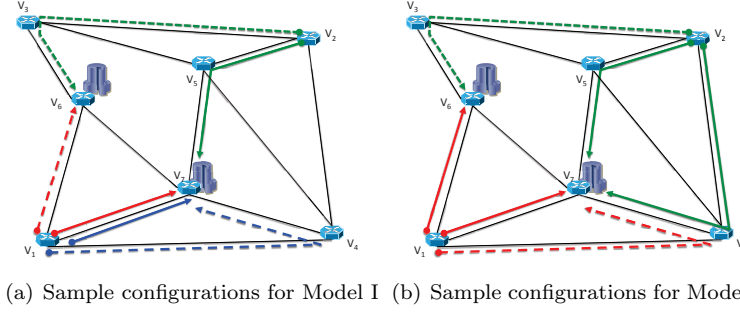 V3
V2
V5
V6
V7
V1
V4
V3
V2
V5
V6
V7
V1
V
(a) Sample configurations for Model I
(b) Sample configurations for Mode